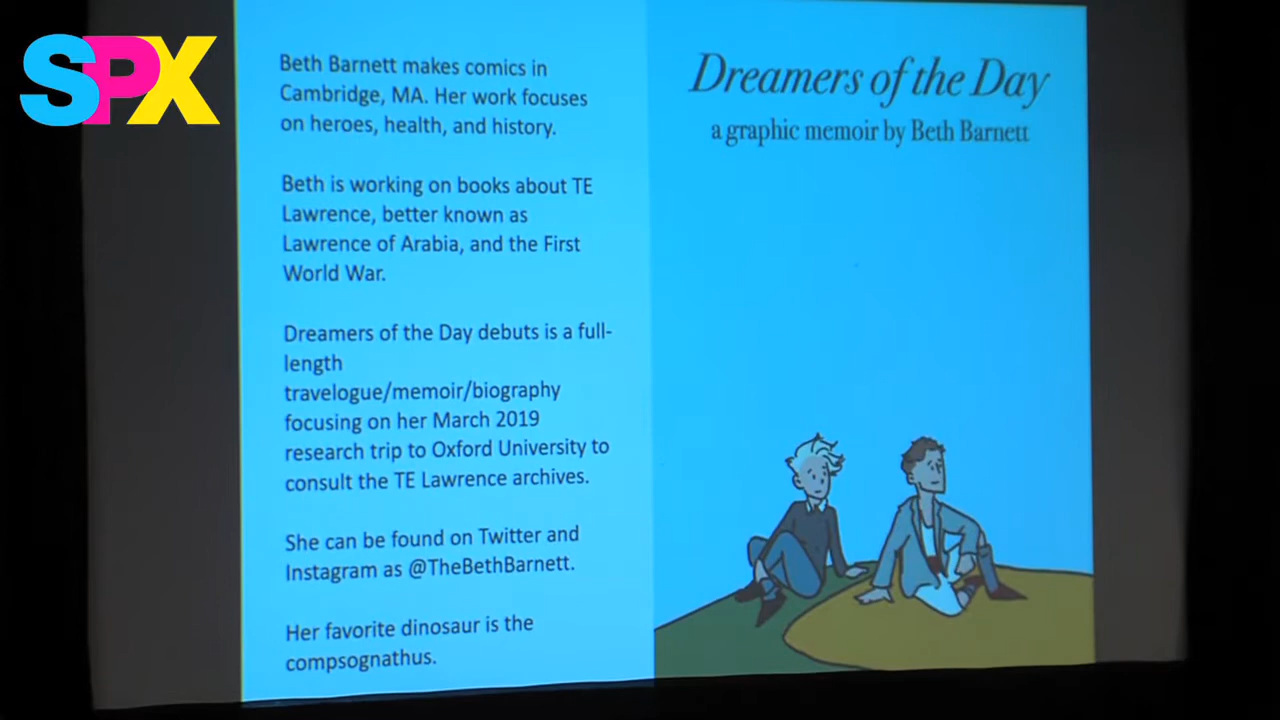 SPX
Beth Barnett makes comics in
Cambridge, MA. Her work focuses
on heroes, health, and history.
Beth is working on books about TE
Lawrence, better known as
Lawrence of Arabia, and the First
World War.
Dreamers of the Day debuts is a full-
length
travelogue/memoir/biography
focusing on her March 2019
research trip to Oxford University to
consult the TE Lawrence archives.
She can be found on Twitter and
Instagram as @TheBethBarnett.
Her favorite dinosaur is the
compsognathus.
Dreamers of the Day
a graphic memoir by Beth Barnett